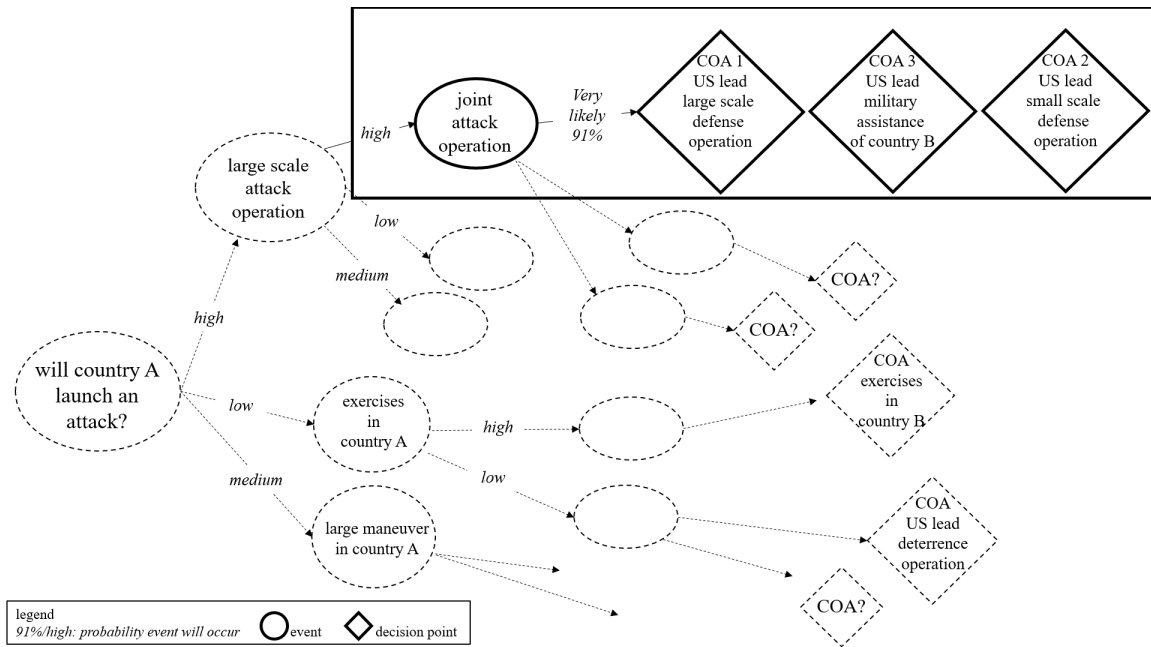 joint
attack
operation
high
Very
likely
91%
COA 1
US lead
large scale
defense
operation
COA 3
US lead
military
assistance
of country B
COA 2
US lead
small scale
defense
operation
large scale
attack
operation
low
medium
COA?
COA?
high
will country A
launch an
attack?
low
exercises
in
country A
high
low
COA
exercises
in
country B
medium
large maneuver
in country A
COA
US lead
deterrence
operation
COA?
legend
91%/high: probability event will occur
event
decision point